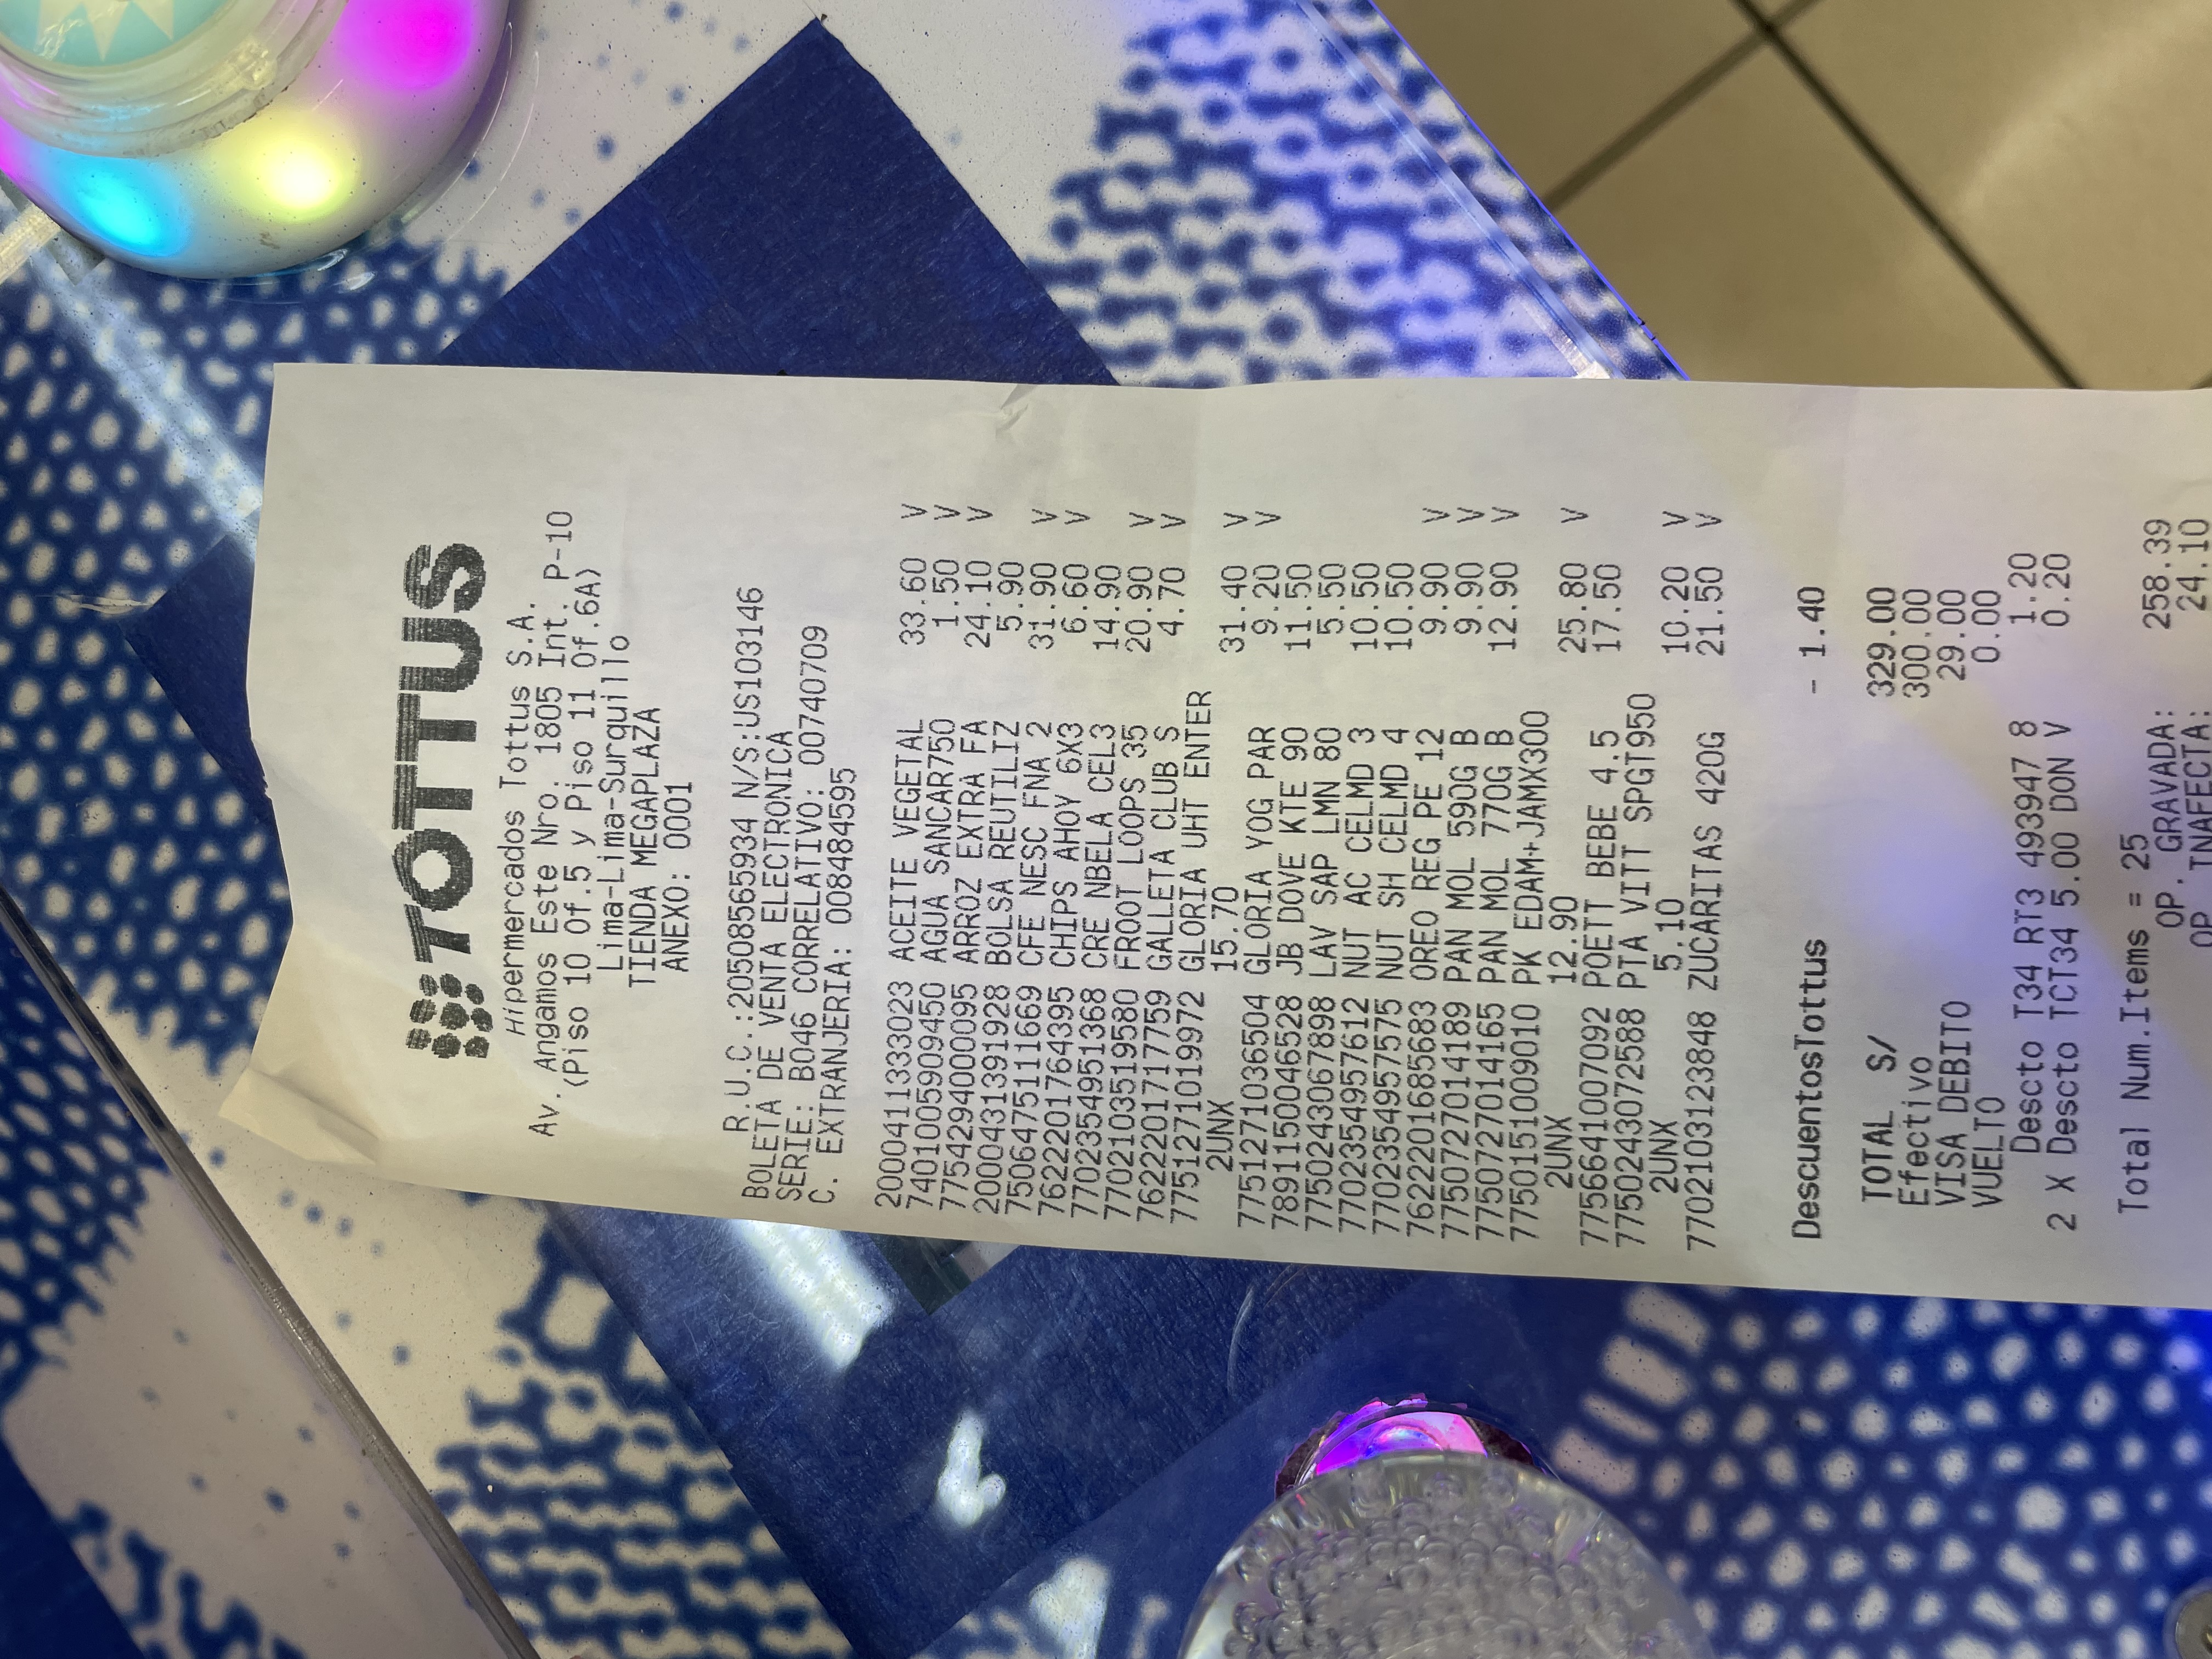 TOTTUS
Hipermercados Tottus S.A.
Av. Angamos Este Nro. 1805 Int. P-10
(Piso 10 Of.5 y Piso 11 Of.6A)
Lima-Lima-Surquillo
TIENDA MEGAPLAZA
ANEXO: 0001
R.U.C.:20508565934 N/S:US103146
BOLETA DE VENTA ELECTRONICA
SERIE: B046 CORRELATIVO: 00740709
C. EXTRANJERIA: 008484595
2000411333023 ACEITE VEGETAL 33.60 V
7401005909450 AGUA SANCAR750 1.50 V
7754294000095 ARROZ EXTRA FA 24.10 V
2000431391928 BOLSA REUTILIZ 5.90
7506475111669 CFE NESC FNA 2 31.90 V
7622201764395 CHIPS AHOY 6X3 6.60 V
7702354951368 CRE NBELA CEL3 14.90
7702103519580 FROOT LOOPS 35 20.90 V
7622201717759 GALLETA CLUB S 4.70 V
7751271019972 GLORIA UHT ENTER
2UNX 15.70 31.40 V
7751271036504 GLORIA YOG PAR 9.20 V
7891150046528 JB DOVE KTE 90 11.50
7750243067898 LAV SAP LMN 80 5.50
7702354957612 NUT AC CELMD 3 10.50
7702354957575 NUT SH CELMD 4 10.50
7622201685683 OREO REG PE 12 9.90 V
7750727014189 PAN MOL 590G B 9.90 V
7750727014165 PAN MOL 770G B 12.90 V
7750151009010 PK EDAM+JAMX300
2UNX 12.90 25.80 V
7756641007092 POETT BEBE 4.5 17.50
7750243072588 PTA VITT SPGT950
2UNX 5.10 10.20 V
7702103123848 ZUCARITAS 420G 21.50 V
DescuentosTottus - 1.40
TOTAL S/ 329.00
Efectivo 300.00
VISA DEBITO 29.00
VUELTO 0.00
Descto T34 RT3 493947 8 1.20
2 X Descto TCT34 5.00 DON V 0.20
Total Num.Items = 25
OP. GRAVADA: 258.39
OP. INAFECTA: 24.10